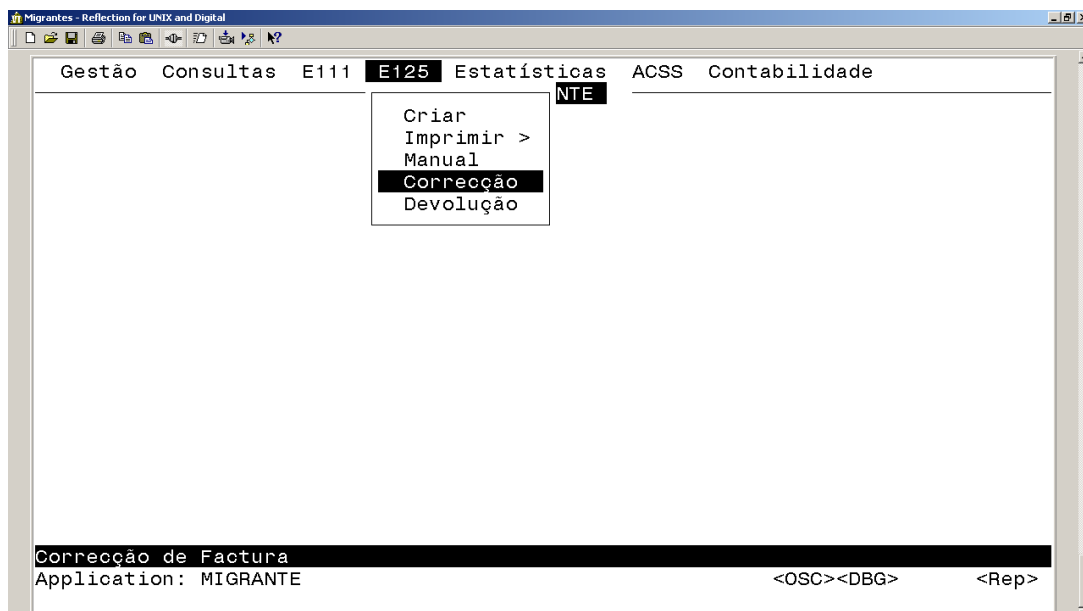 Migrantes - Reflection for UNIX and Digital
Gestão Consultas E111 E125 Estatísticas ACSS Contabilidade
NTE
Criar
Imprimir >
Manual
Correcção
Devolução
Correcção de Factura
Application: MIGRANTE <OSC><DBG> <Rep>